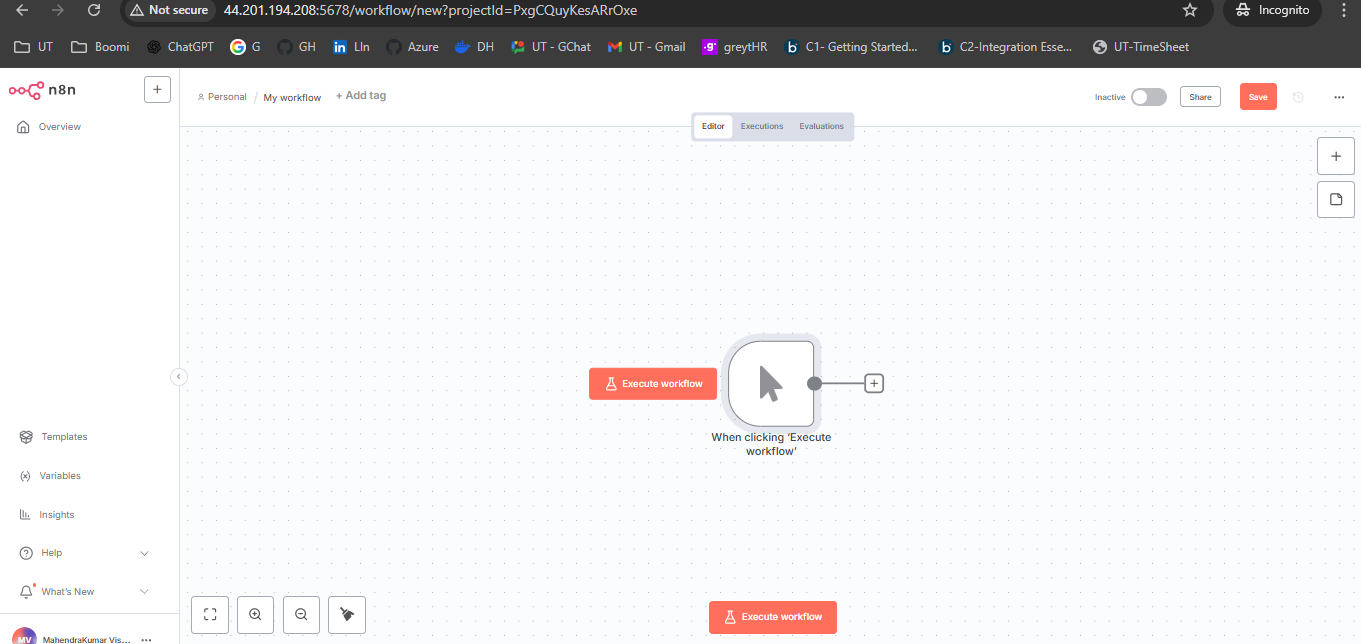 Not secure 44.201.194.208:5678/workflow/new?projectId=PxgCQuyKesARrOxe Incognito
UT Boomi ChatGPT G GH LIn Azure DH UT - GChat UT - Gmail greytHR C1- Getting Started... C2-Integration Esse... UT-TimeSheet
n8n
Personal / My workflow + Add tag
Inactive Share Save
Overview
Editor Executions Evaluations
Execute workflow
When clicking ‘Execute
workflow’
Templates
Variables
Insights
Help
What’s New
Execute workflow
MV MahendraKumar Vis...